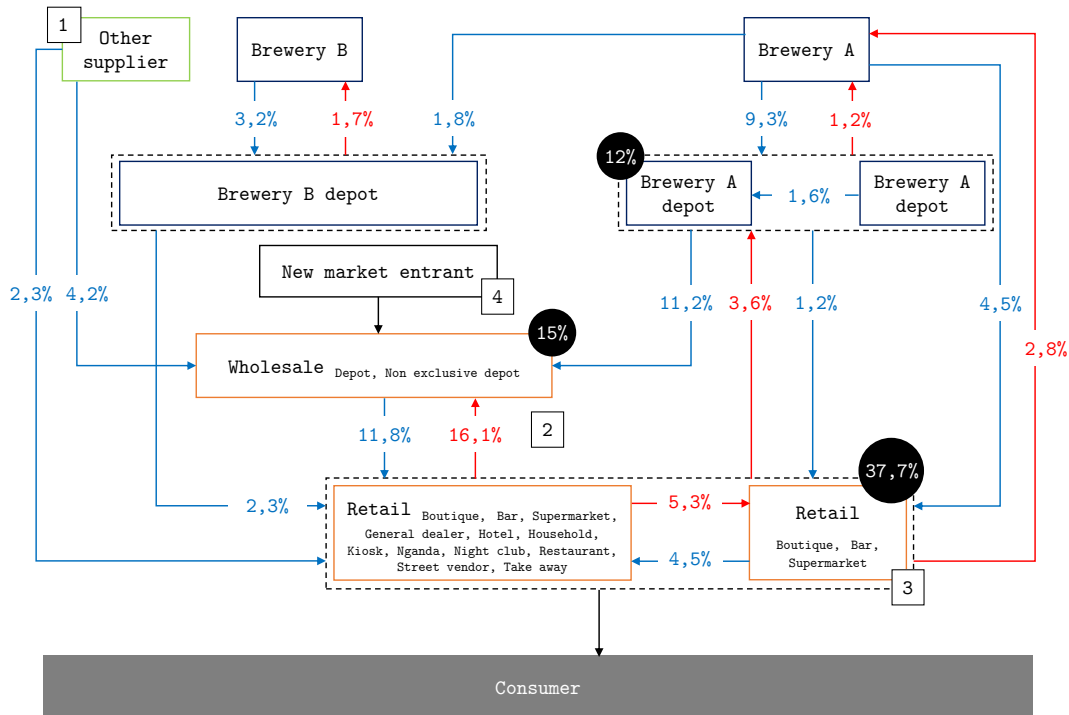 1
Other
supplier
Brewery B
Brewery A
3,2%
1,7%
1,8%
9,3%
1,2%
12%
Brewery B depot
Brewery A
depot
1,6%
Brewery A
depot
New market entrant
4
2,3%
4,2%
11,2%
3,6%
1,2%
4,5%
2,8%
15%
Wholesale Depot, Non exclusive depot
11,8%
16,1%
2
37,7%
2,3%
Retail Boutique, Bar, Supermarket,
General dealer, Hotel, Household,
Kiosk, Nganda, Night club, Restaurant,
Street vendor, Take away
5,3%
4,5%
Retail
Boutique, Bar,
Supermarket
3
Consumer